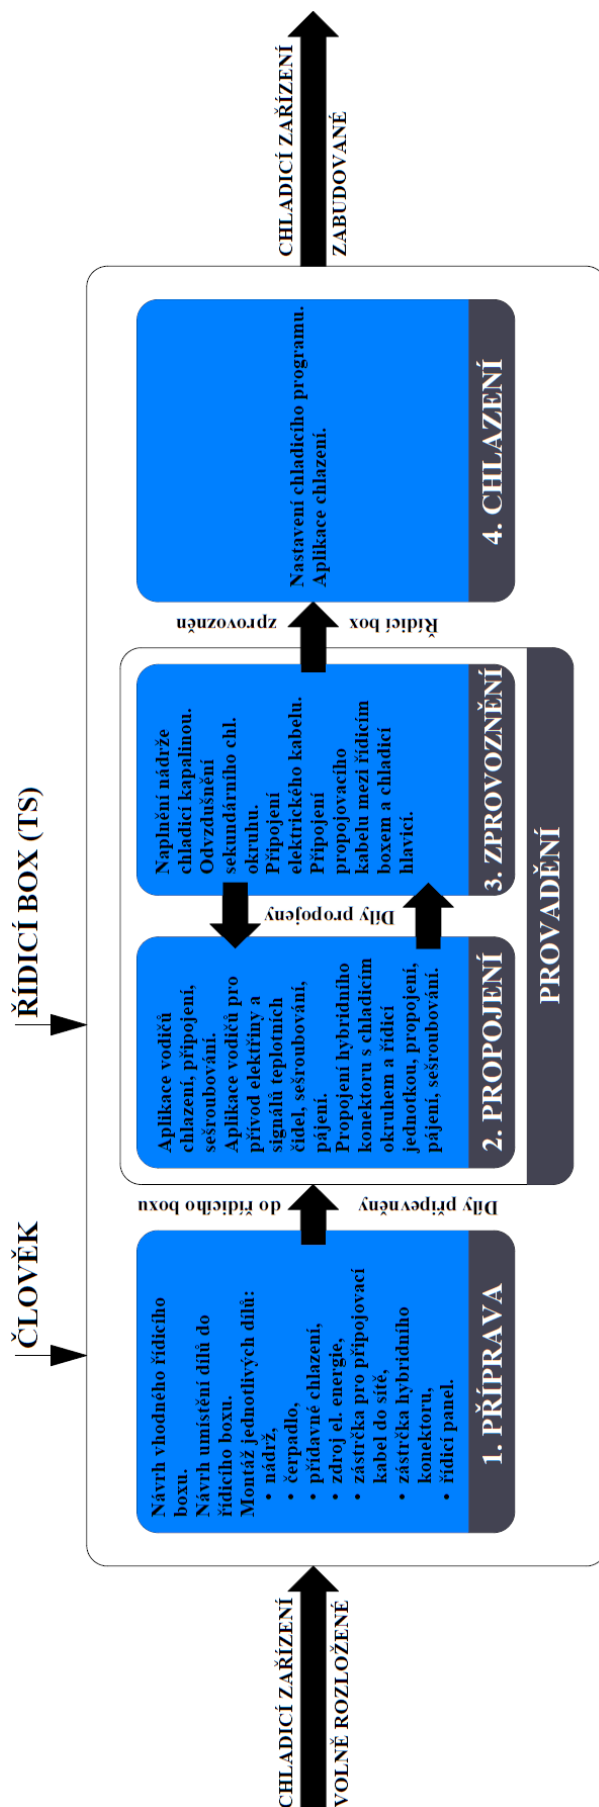 ČLOVĚK
ŘÍDICÍ BOX (TS)
CHLADICÍ ZAŘÍZENÍ
VOLNĚ ROZLOŽENÉ
Návrh vhodného řídicího
boxu.
Návrh umístění dílů do
řídicího boxu.
Montáž jednotlivých dílů:
• nádrž,
• čerpadlo,
• přídavné chlazení,
• zdroj el. energie,
• zástrčka pro připojovací
kabel do sítě,
• zástrčka hybridního
konektoru,
• řídicí panel.
1. PŘÍPRAVA
Díly připevněny
do řídicího boxu
Aplikace vodičů
chlazení, připojení,
sešroubování.
Aplikace vodičů pro
přívod elektřiny a
signálů teplotních
čidel, sešroubování,
pájení.
Propojení hybridního
konektoru s chladicím
okruhem a řídicí
jednotkou, propojení,
pájení, sešroubování.
2. PROPOJENÍ
Díly propojeny
Naplnění nádrže
chladicí kapalinou.
Odvzdušnění
sekundárního chl.
okruhu.
Připojení
elektrického kabelu.
Připojení
propojovacího
kabelu mezi řídicím
boxem a chladicí
hlavicí.
3. ZPROVOZNĚNÍ
PROVADĚNÍ
Řídicí box
zprovozněn
Nastavení chladicího programu.
Aplikace chlazení.
4. CHLAZENÍ
CHLADICÍ ZAŘÍZENÍ
ZABUDOVANÉ